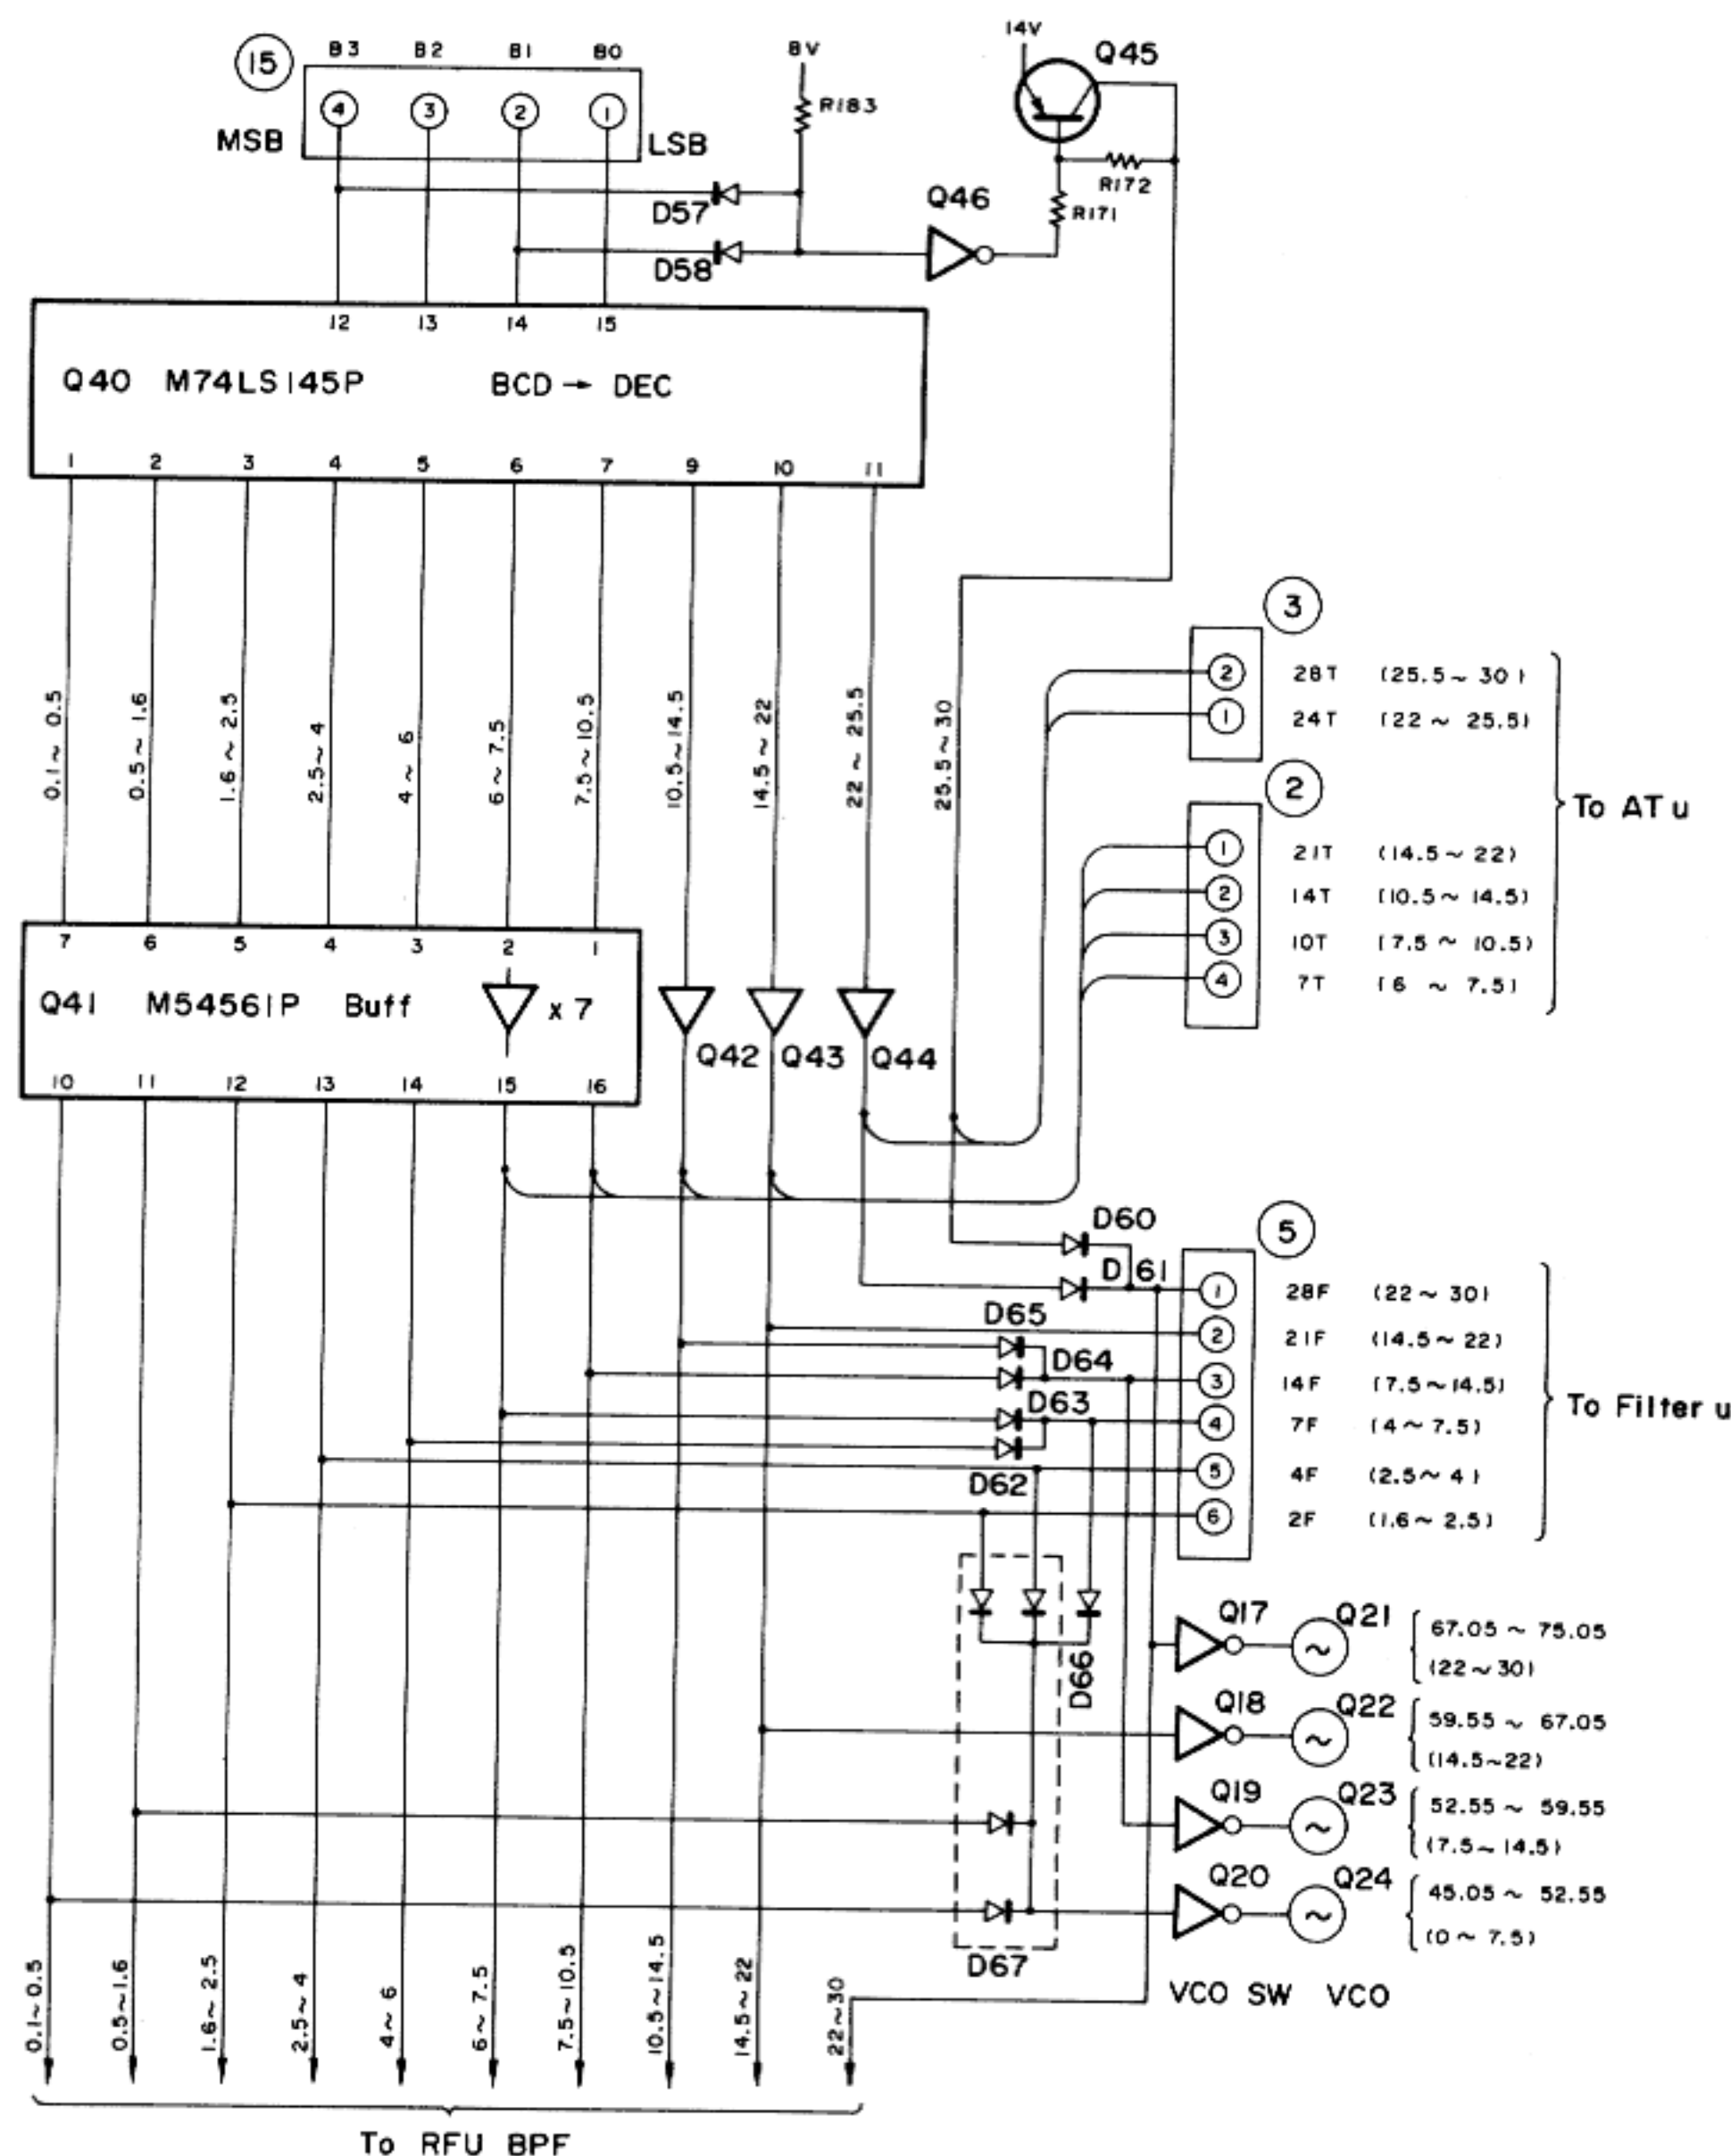 B3 B2 B1 B0
15
4 3 2 1
MSB LSB
8V
R183
14V
Q45
R172
R171
D57
D58
Q46
12 13 14 15
Q40 M74LS145P BCD → DEC
1 2 3 4 5 6 7 9 10 11
0.1~0.5
0.5~1.6
1.6~2.5
2.5~4
4~6
6~7.5
7.5~10.5
10.5~14.5
14.5~22
22~25.5
25.5~30
3
2 28T (25.5~30)
1 24T (22~25.5)
2
1 21T (14.5~22)
2 14T (10.5~14.5)
3 10T (7.5~10.5)
4 7T (6~7.5)
To ATu
7 6 5 4 3 2 1
Q41 M54561P Buff x7
10 11 12 13 14 15 16
Q42 Q43 Q44
D60
D61
D65
D64
D63
D62
5
1 28F (22~30)
2 21F (14.5~22)
3 14F (7.5~14.5)
4 7F (4~7.5)
5 4F (2.5~4)
6 2F (1.6~2.5)
To Filter u
D66
D67
Q17 Q21 67.05~75.05
(22~30)
Q18 Q22 59.55~67.05
(14.5~22)
Q19 Q23 52.55~59.55
(7.5~14.5)
Q20 Q24 45.05~52.55
(0~7.5)
VCO SW VCO
0.1~0.5
0.5~1.6
1.6~2.5
2.5~4
4~6
6~7.5
7.5~10.5
10.5~14.5
14.5~22
22~30
To RFU BPF